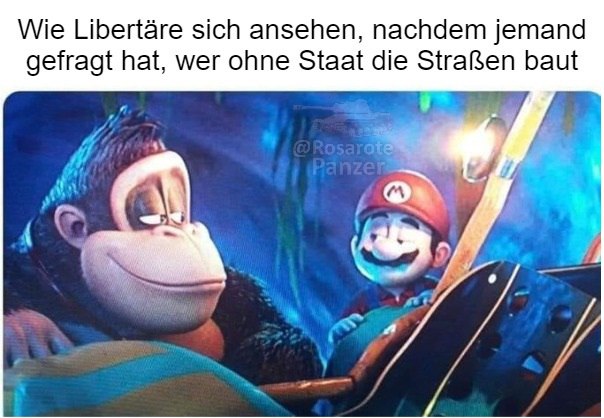 Wie Libertäre sich ansehen, nachdem jemand
gefragt hat, wer ohne Staat die Straßen baut
@Rosarote
Panzer
M